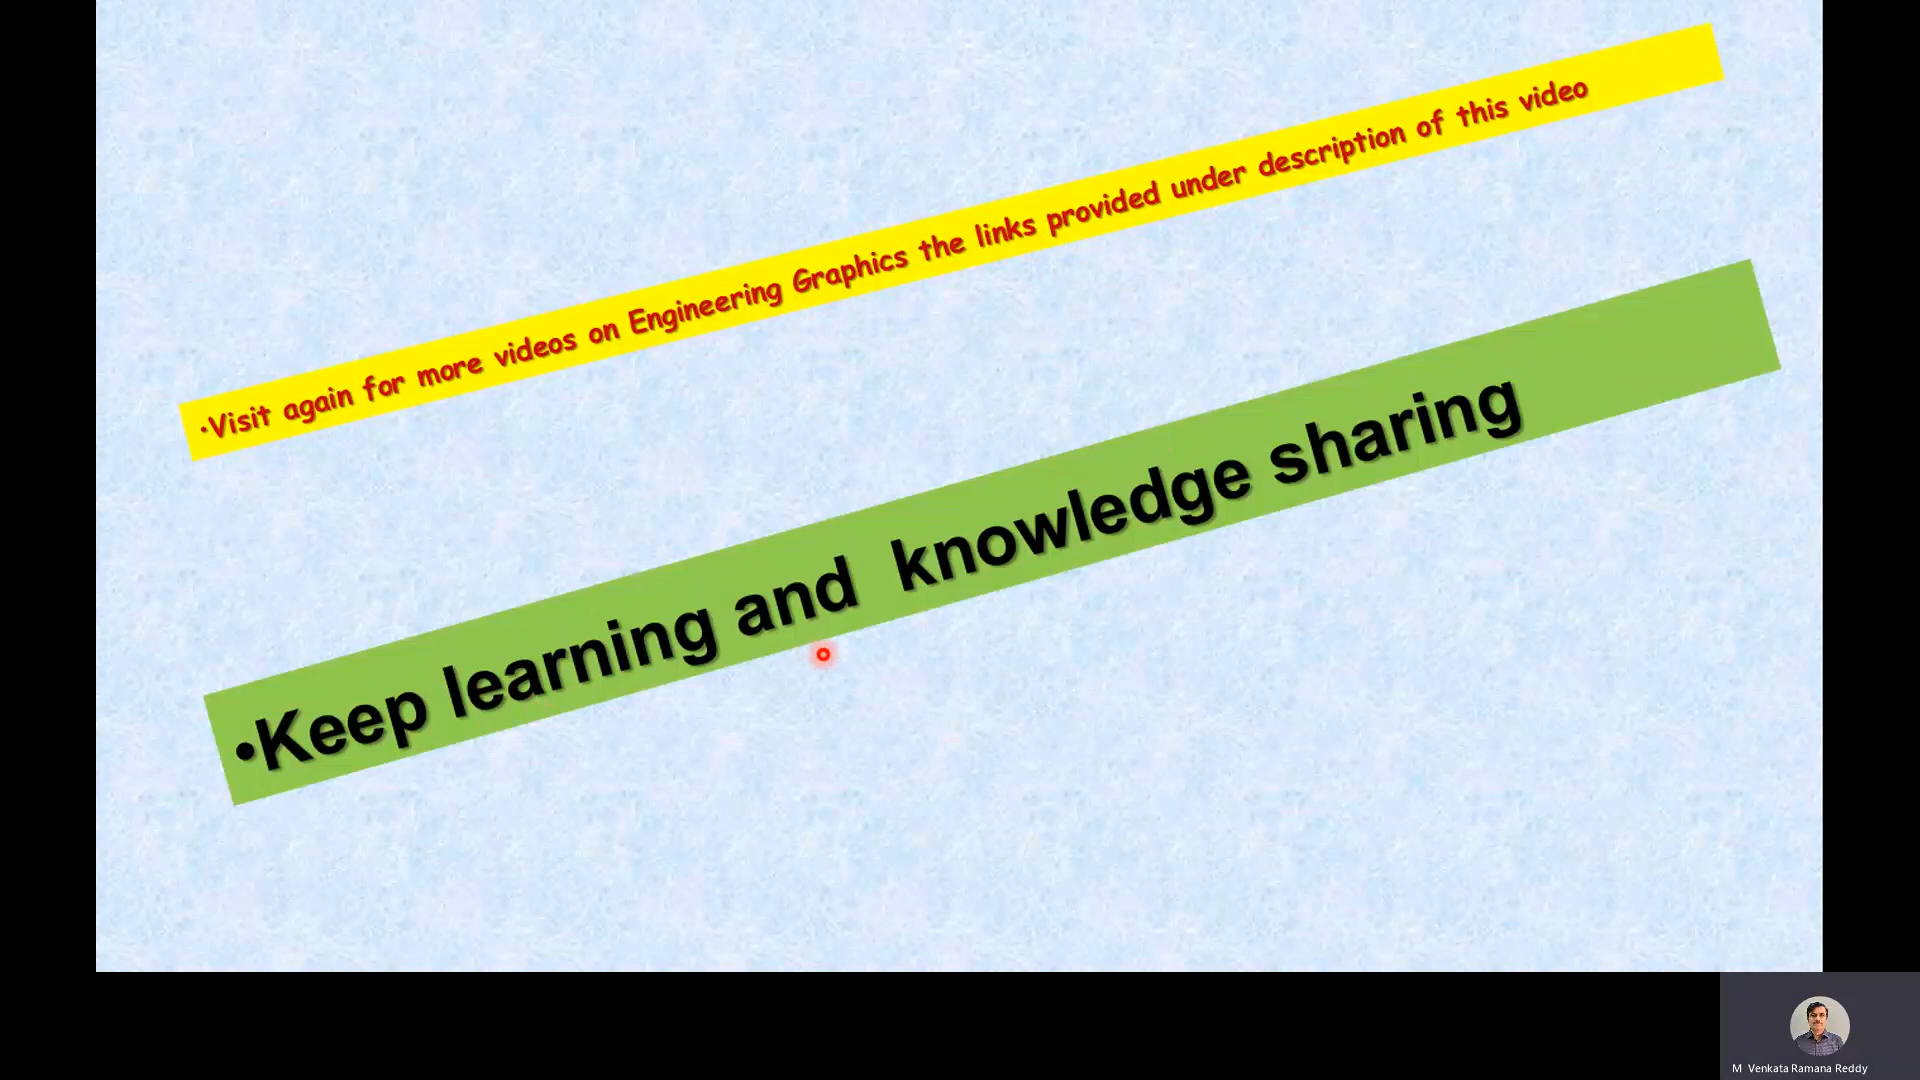 •Visit again for more videos on Engineering Graphics the links provided under description of this video
•Keep learning and  knowledge sharing
M Venkata Ramana Reddy